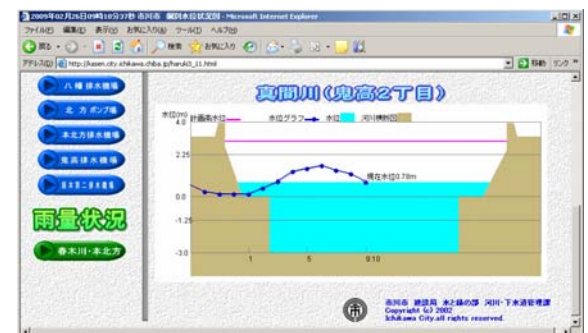 2009年02月26日09時10分37秒 市川市 個別水位状況図 - Microsoft Internet Explorer
ファイル(F) 編集(E) 表示(V) お気に入り(A) ツール(T) ヘルプ(H)
戻る 検索 お気に入り
アドレス(D) http://kasen.city.ichikawa.chiba.jp/haruki3_11.html 移動 リンク
八幡排水機場
北方ポンプ場
本北方排水機場
鬼高排水機場
雨量状況
春木川・本北方
真間川(鬼高2丁目)
水位(m) 計画高水位 水位グラフ 水位 河川横断図
4.0
2.25
現在水位0.78m
0.0
-1.25
-3.0
1 5 9:10
市川市 建設局 水と緑の部 河川・下水道管理課
Copyright (c) 2002
Ichikawa City.all rights reserved.